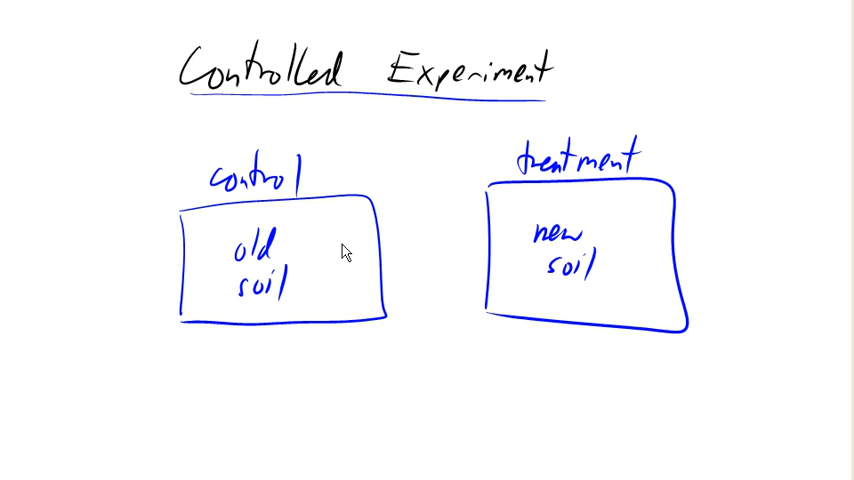 Controlled Experiment
control
old
soil
treatment
new
soil